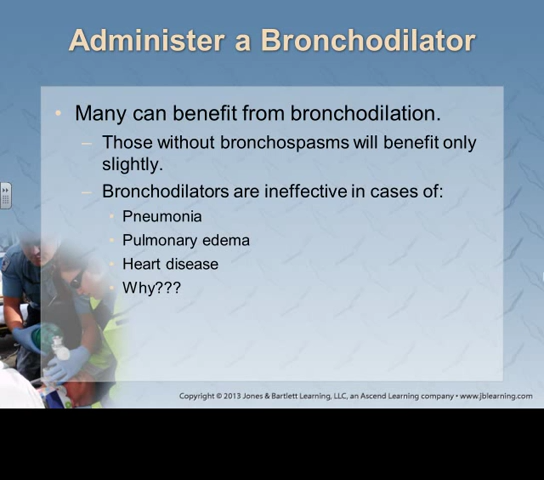 Administer a Bronchodilator
• Many can benefit from bronchodilation.
– Those without bronchospasms will benefit only
slightly.
– Bronchodilators are ineffective in cases of:
• Pneumonia
• Pulmonary edema
• Heart disease
• Why???
Copyright © 2013 Jones & Bartlett Learning, LLC, an Ascend Learning company • www.jblearning.com